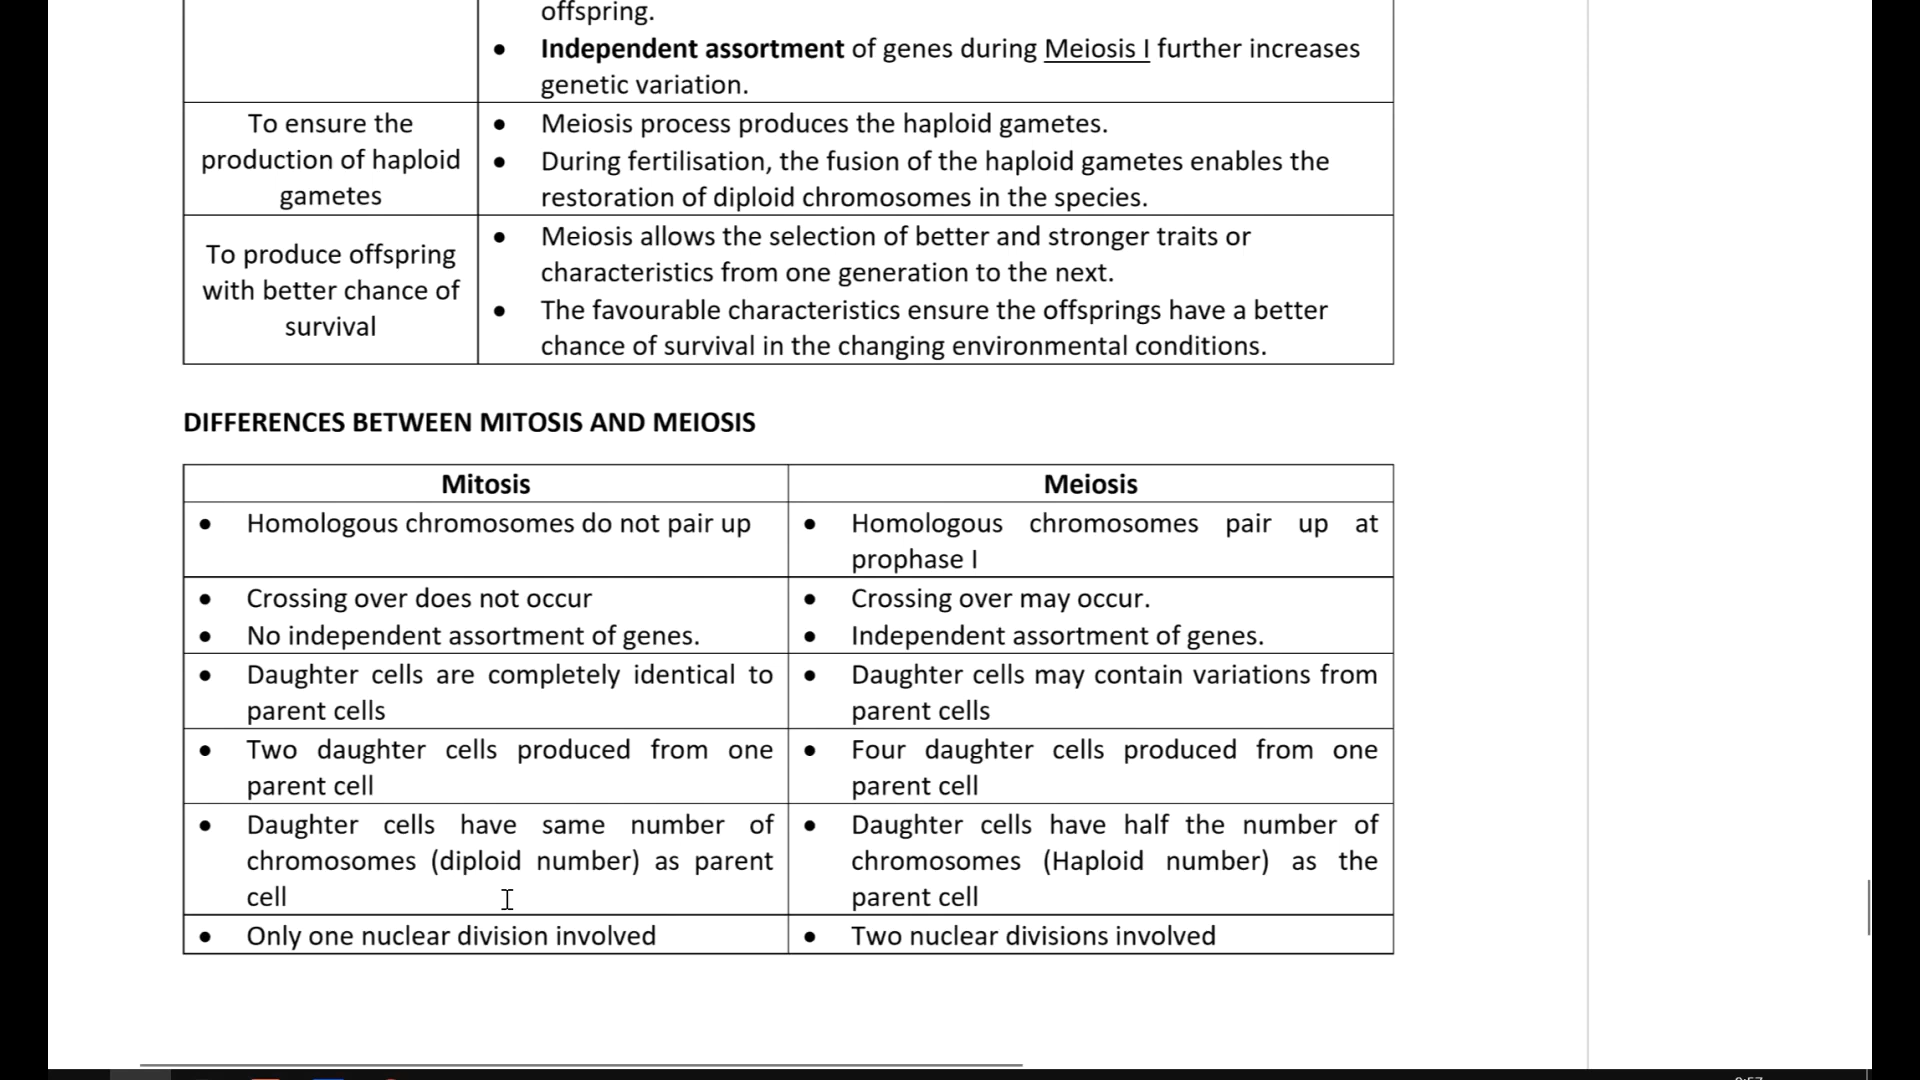 offspring.
• Independent assortment of genes during Meiosis I further increases
genetic variation.
To ensure the
production of haploid
gametes
• Meiosis process produces the haploid gametes.
• During fertilisation, the fusion of the haploid gametes enables the
restoration of diploid chromosomes in the species.
To produce offspring
with better chance of
survival
• Meiosis allows the selection of better and stronger traits or
characteristics from one generation to the next.
• The favourable characteristics ensure the offsprings have a better
chance of survival in the changing environmental conditions.
DIFFERENCES BETWEEN MITOSIS AND MEIOSIS
Mitosis
Meiosis
• Homologous chromosomes do not pair up
• Homologous chromosomes pair up at
prophase I
• Crossing over does not occur
• No independent assortment of genes.
• Crossing over may occur.
• Independent assortment of genes.
• Daughter cells are completely identical to
parent cells
• Daughter cells may contain variations from
parent cells
• Two daughter cells produced from one
parent cell
• Four daughter cells produced from one
parent cell
• Daughter cells have same number of
chromosomes (diploid number) as parent
cell
• Daughter cells have half the number of
chromosomes (Haploid number) as the
parent cell
• Only one nuclear division involved
• Two nuclear divisions involved